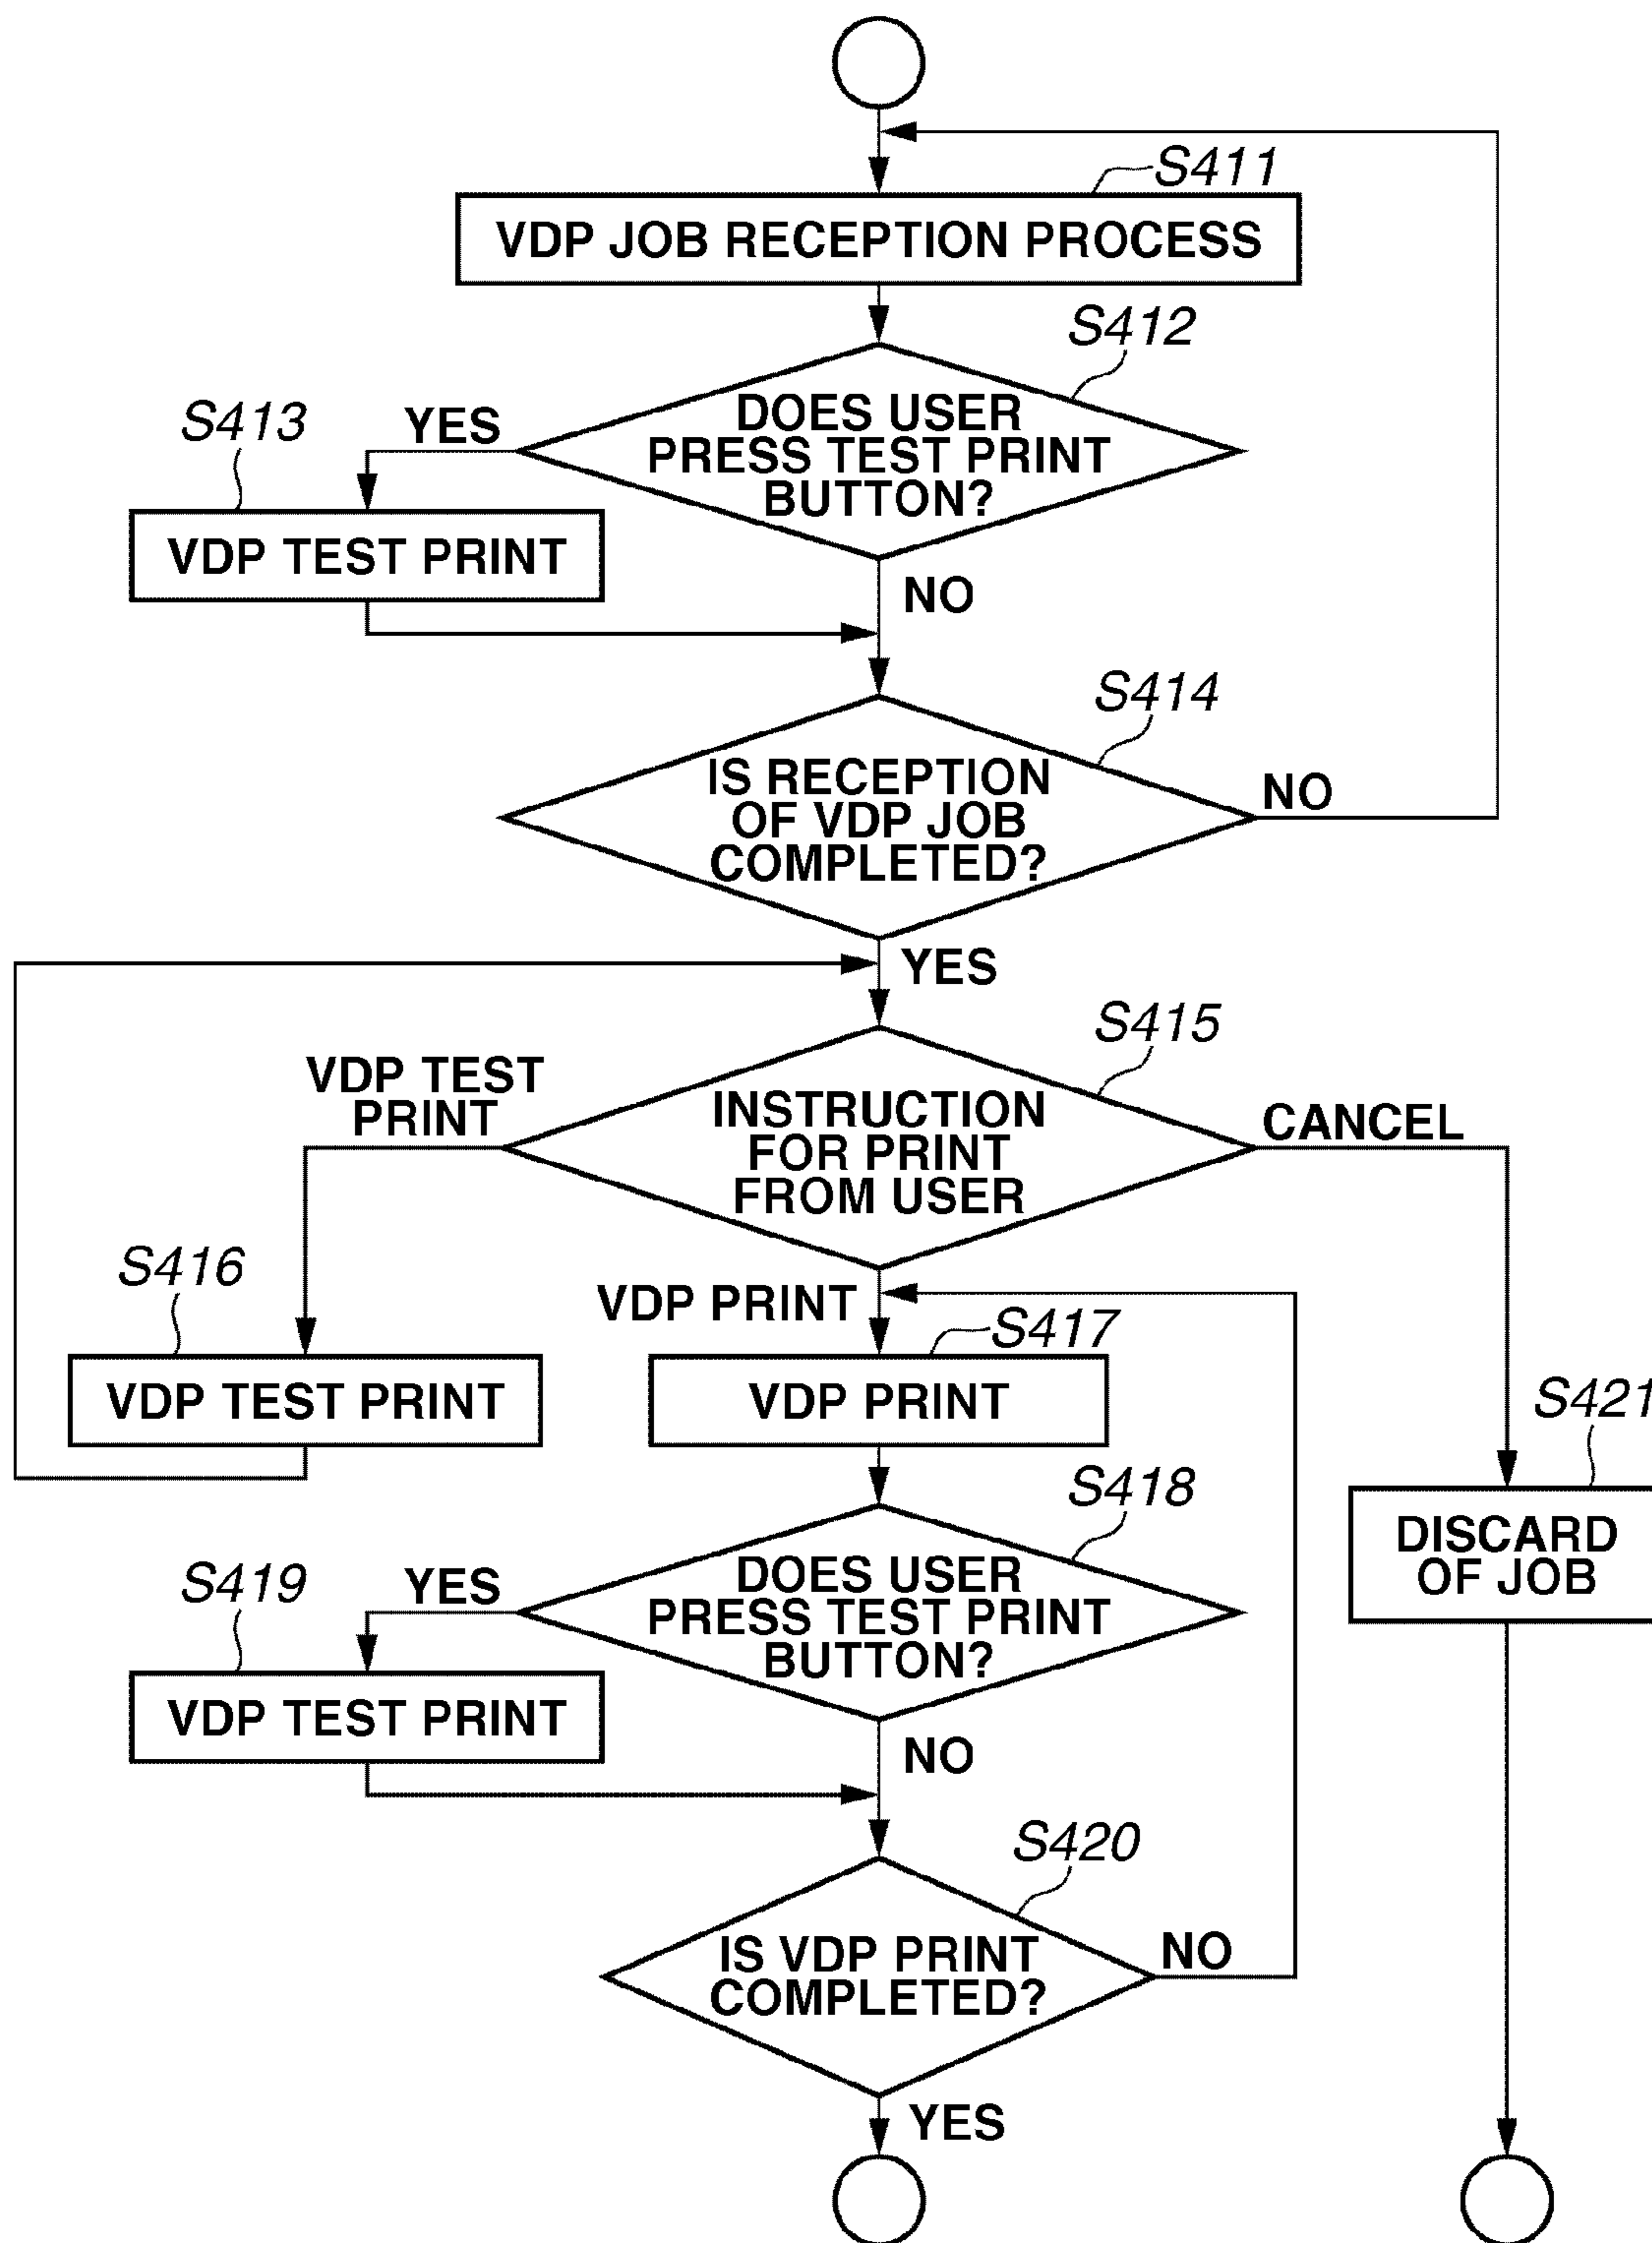 S411
VDP JOB RECEPTION PROCESS
S412
DOES USER
PRESS TEST PRINT
BUTTON?
YES
S413
VDP TEST PRINT
NO
S414
IS RECEPTION
OF VDP JOB
COMPLETED?
NO
YES
S415
INSTRUCTION
FOR PRINT
FROM USER
VDP TEST
PRINT
CANCEL
S416
VDP TEST PRINT
VDP PRINT
S417
VDP PRINT
S421
DISCARD
OF JOB
S418
DOES USER
PRESS TEST PRINT
BUTTON?
YES
S419
VDP TEST PRINT
NO
S420
IS VDP PRINT
COMPLETED?
NO
YES